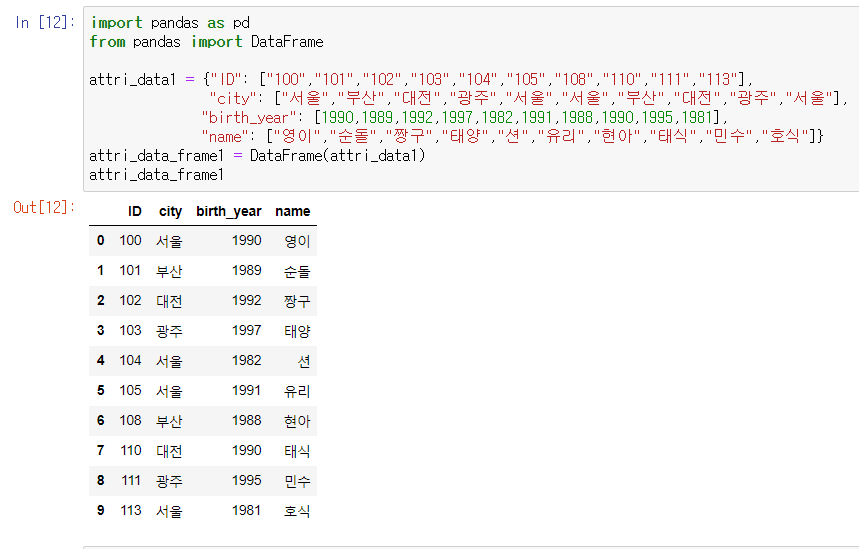 In [12]: import pandas as pd
from pandas import DataFrame
attri_data1 = {"ID": ["100","101","102","103","104","105","108","110","111","113"],
"city": ["서울","부산","대전","광주","서울","서울","부산","대전","광주","서울"],
"birth_year": [1990,1989,1992,1997,1982,1991,1988,1990,1995,1981],
"name": ["영이","순돌","짱구","태양","션","유리","현아","태식","민수","호식"]}
attri_data_frame1 = DataFrame(attri_data1)
attri_data_frame1
Out[12]:
ID city birth_year name
0 100 서울 1990 영이
1 101 부산 1989 순돌
2 102 대전 1992 짱구
3 103 광주 1997 태양
4 104 서울 1982 션
5 105 서울 1991 유리
6 108 부산 1988 현아
7 110 대전 1990 태식
8 111 광주 1995 민수
9 113 서울 1981 호식